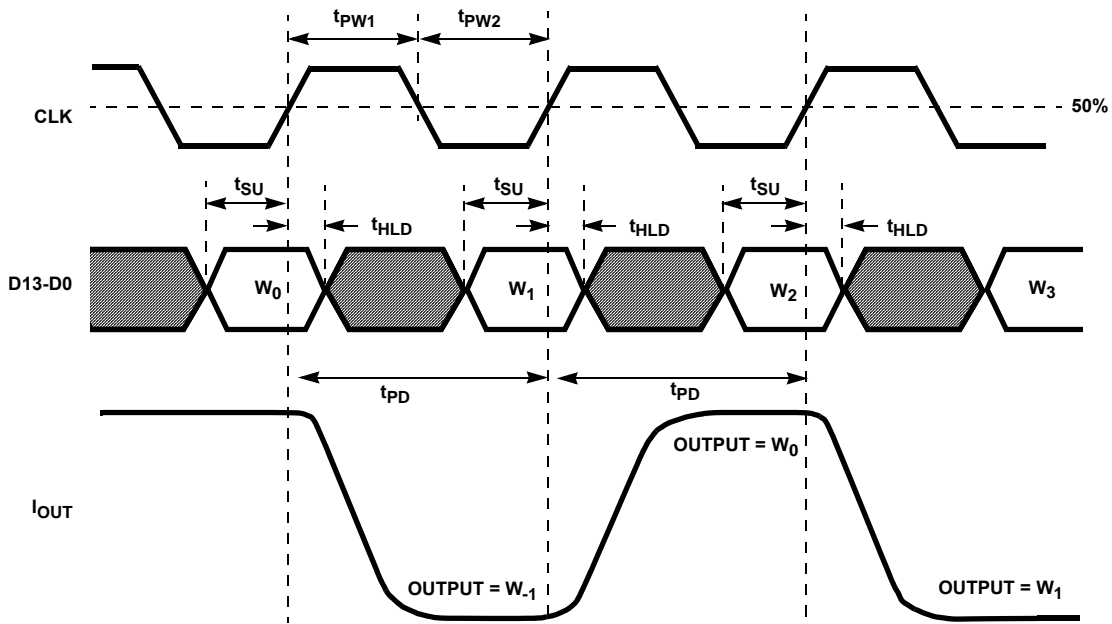 tPW1 tPW2
CLK
50%
tSU tSU tSU
tHLD tHLD tHLD
D13-D0
W0 W1 W2 W3
tPD tPD
OUTPUT = W0
IOUT
OUTPUT = W-1 OUTPUT = W1